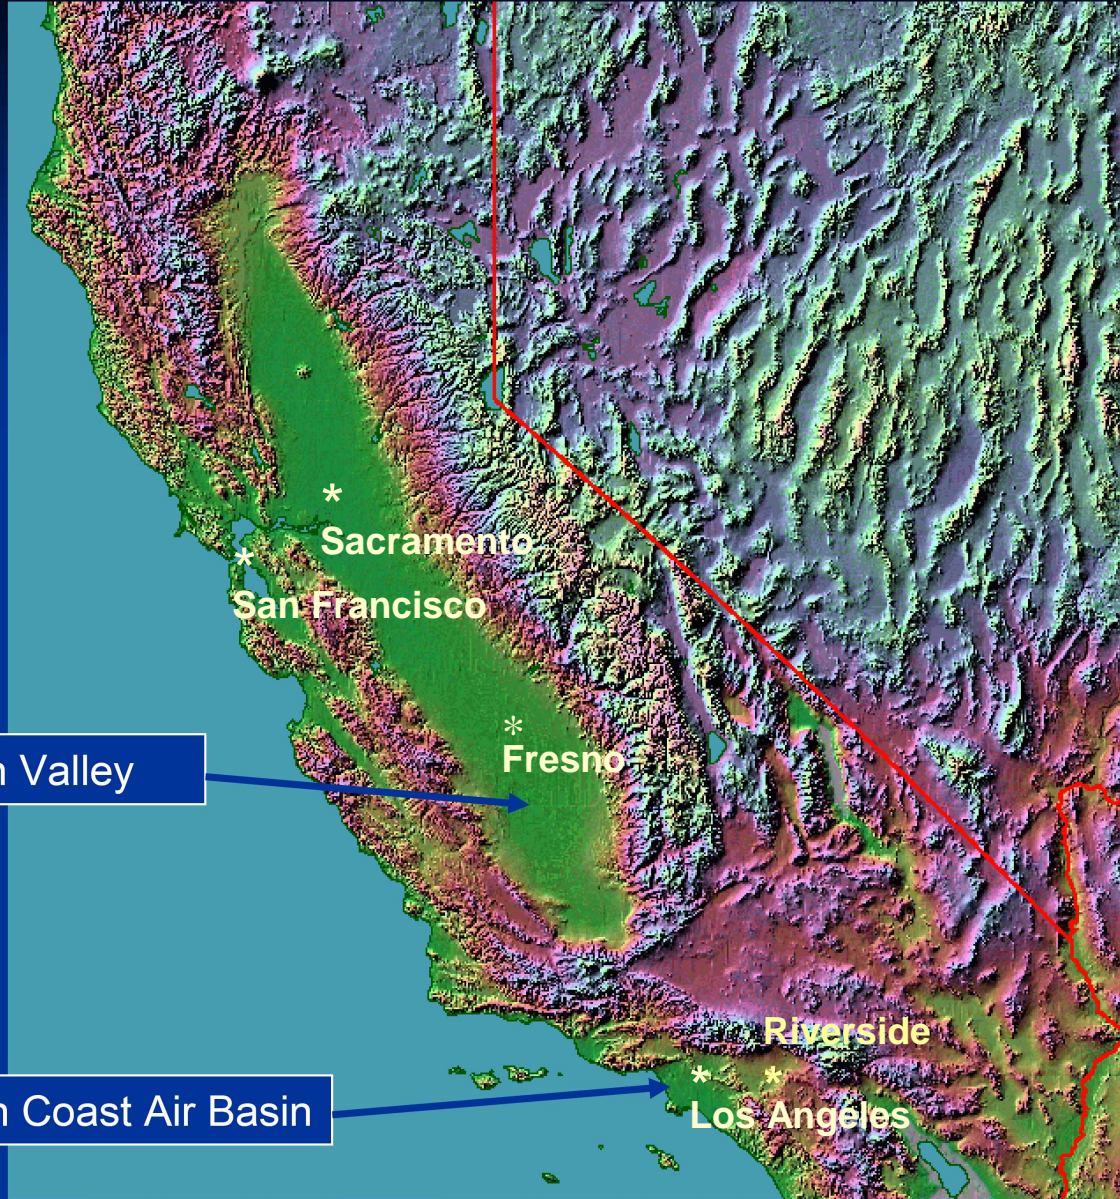 * Sacramento
* San Francisco
* Fresno
n Valley
Riverside
* *
n Coast Air Basin
Los Angeles